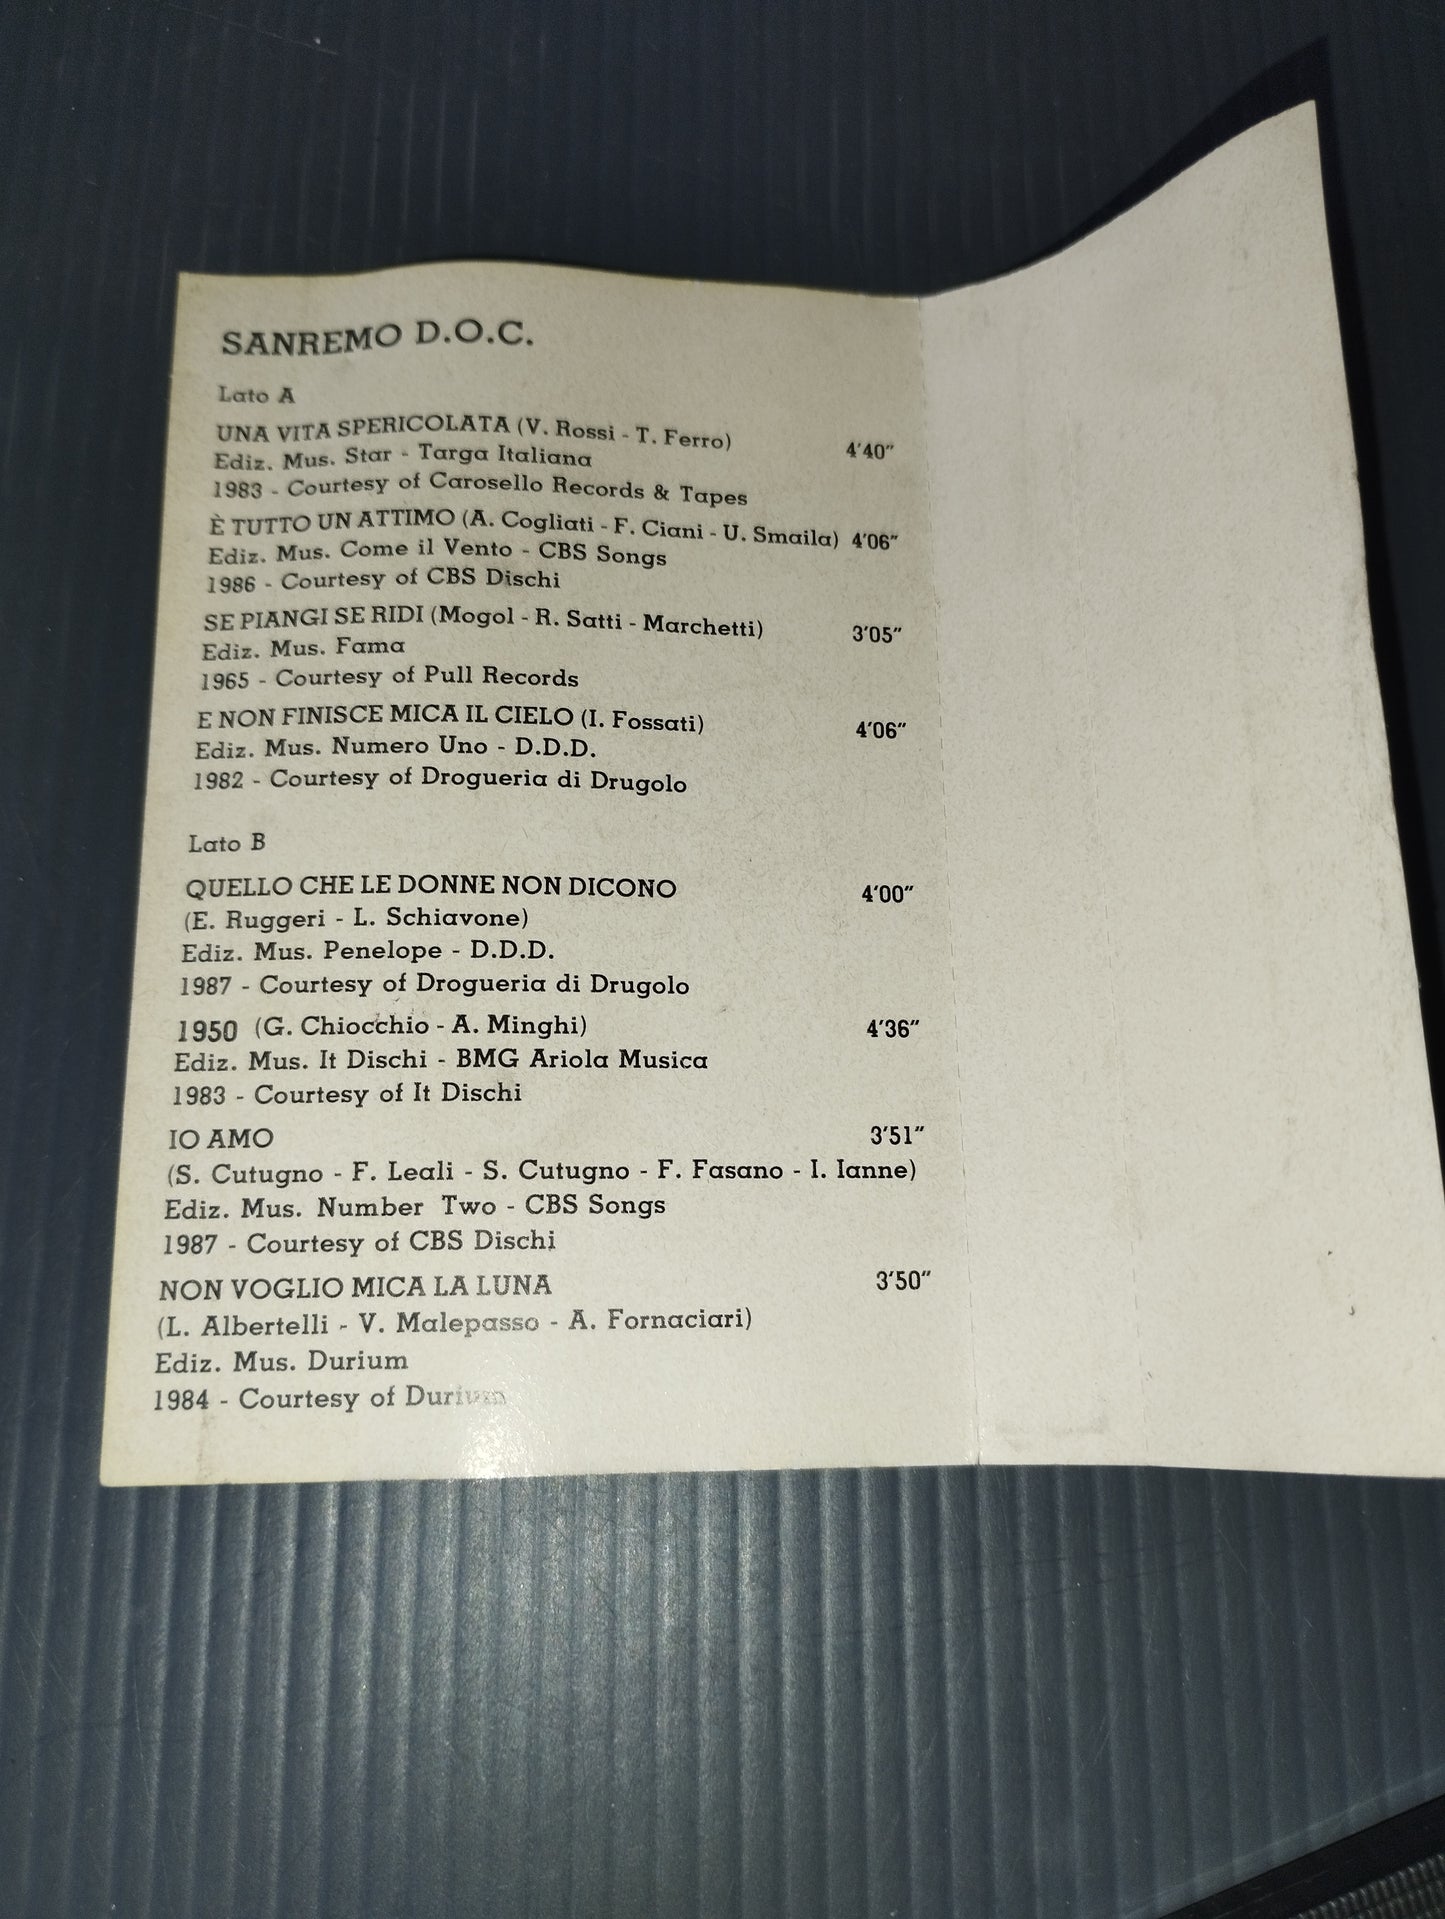 SANREMO D.O.C.
Lato A
UNA VITA SPERICOLATA (V. Rossi - T. Ferro) 4'40"
Ediz. Mus. Star - Targa Italiana
1983 - Courtesy of Carosello Records & Tapes
È TUTTO UN ATTIMO (A. Cogliati - F. Ciani - U. Smaila) 4'06"
Ediz. Mus. Come il Vento - CBS Songs
1986 - Courtesy of CBS Dischi
SE PIANGI SE RIDI (Mogol - R. Satti - Marchetti) 3'05"
Ediz. Mus. Fama
1965 - Courtesy of Pull Records
E NON FINISCE MICA IL CIELO (I. Fossati) 4'06"
Ediz. Mus. Numero Uno - D.D.D.
1982 - Courtesy of Drogueria di Drugolo
Lato B
QUELLO CHE LE DONNE NON DICONO 4'00"
(E. Ruggeri - L. Schiavone)
Ediz. Mus. Penelope - D.D.D.
1987 - Courtesy of Drogueria di Drugolo
1950 (G. Chiocchio - A. Minghi) 4'36"
Ediz. Mus. It Dischi - BMG Ariola Musica
1983 - Courtesy of It Dischi
IO AMO 3'51"
(S. Cutugno - F. Leali - S. Cutugno - F. Fasano - I. Ianne)
Ediz. Mus. Number Two - CBS Songs
1987 - Courtesy of CBS Dischi
NON VOGLIO MICA LA LUNA 3'50"
(L. Albertelli - V. Malepasso - A. Fornaciari)
Ediz. Mus. Durium
1984 - Courtesy of Durium